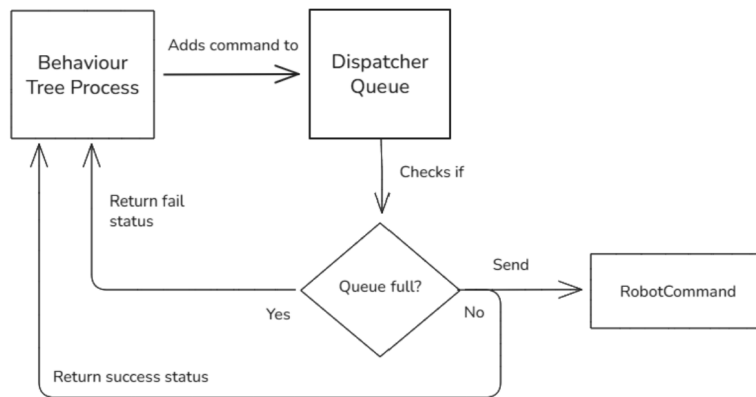 Behaviour
Tree Process
Adds command to
Dispatcher
Queue
Checks if
Return fail
status
Queue full?
Yes
No
Send
RobotCommand
Return success status